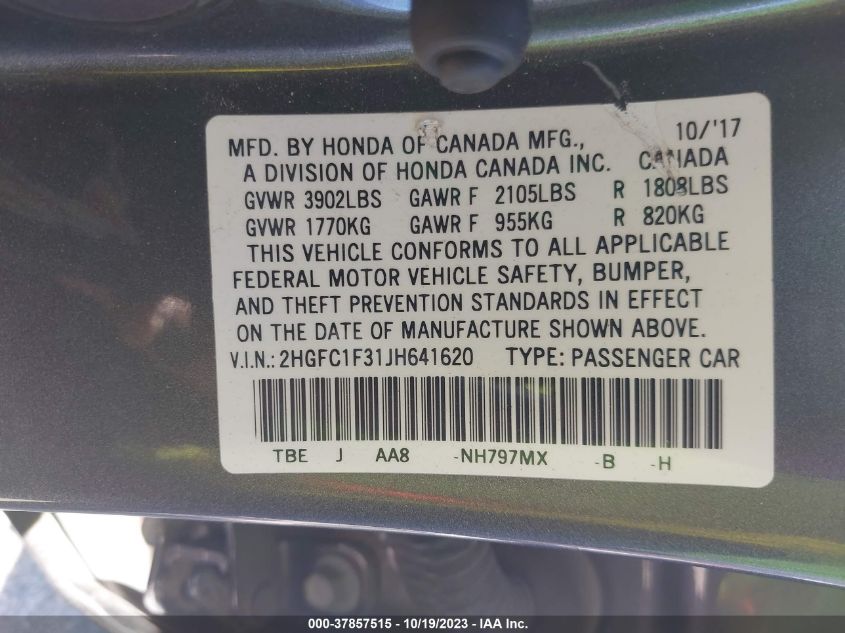 MFD. BY HONDA OF CANADA MFG., 10/'17
A DIVISION OF HONDA CANADA INC. CANADA
GVWR 3902LBS GAWR F 2105LBS R 1808LBS
GVWR 1770KG GAWR F 955KG R 820KG
THIS VEHICLE CONFORMS TO ALL APPLICABLE
FEDERAL MOTOR VEHICLE SAFETY, BUMPER,
AND THEFT PREVENTION STANDARDS IN EFFECT
ON THE DATE OF MANUFACTURE SHOWN ABOVE.
V.I.N.: 2HGFC1F31JH641620 TYPE: PASSENGER CAR
TBE J AA8 -NH797MX -B -H
000-37857515 - 10/19/2023 - IAA Inc.